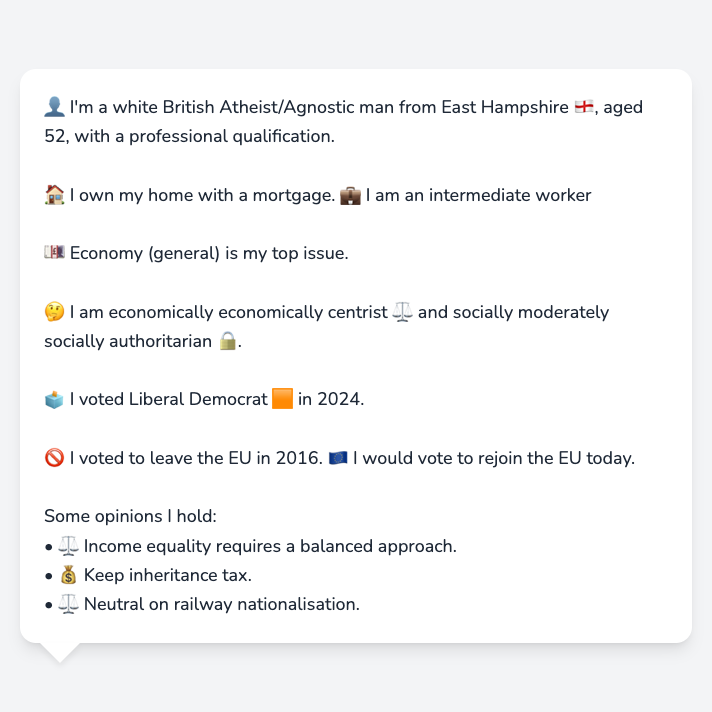 👤 I'm a white British Atheist/Agnostic man from East Hampshire 🏴󠁧󠁢󠁥󠁮󠁧󠁿, aged
52, with a professional qualification.
🏠 I own my home with a mortgage. 💼 I am an intermediate worker
💷 Economy (general) is my top issue.
🤔 I am economically economically centrist ⚖️ and socially moderately
socially authoritarian 🔒.
🗳️ I voted Liberal Democrat 🟧 in 2024.
🚫 I voted to leave the EU in 2016. 🇪🇺 I would vote to rejoin the EU today.
Some opinions I hold:
• ⚖️ Income equality requires a balanced approach.
• 💰 Keep inheritance tax.
• ⚖️ Neutral on railway nationalisation.